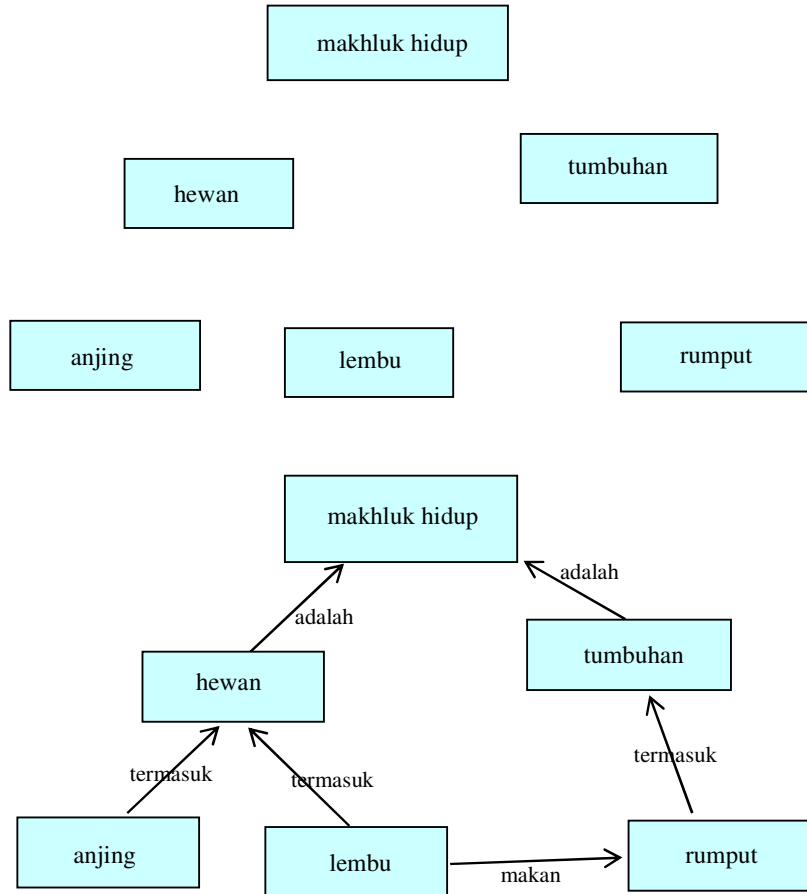 makhluk hidup
tumbuhan
hewan
anjing
lembu
rumput
makhluk hidup
adalah
adalah
tumbuhan
hewan
termasuk
termasuk
termasuk
anjing
lembu
makan
rumput